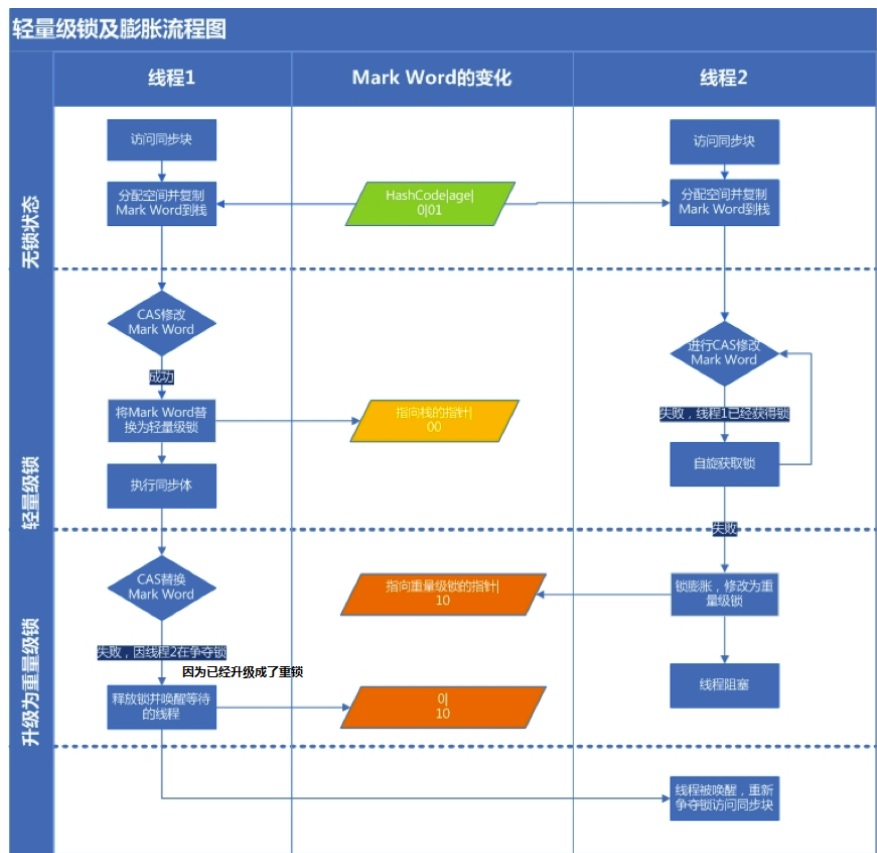 轻量级锁及膨胀流程图
线程1
Mark Word的变化
线程2
无锁状态
访问同步块
访问同步块
分配空间并复制
Mark Word到栈
HashCode|age|
0|01
分配空间并复制
Mark Word到栈
轻量级锁
CAS修改
Mark Word
进行CAS修改
Mark Word
成功
将Mark Word替
换为轻量级锁
指向栈的指针|
00
失败，线程1已经获得锁
自旋获取锁
执行同步体
失败
升级为重量级锁
CAS替换
Mark Word
指向重量级锁的指针|
10
锁膨胀，修改为重
量级锁
失败，因线程2在争夺锁
因为已经升级成了重锁
释放锁并唤醒等待
的线程
0|
10
线程阻塞
线程被唤醒，重新
争夺锁访问同步块